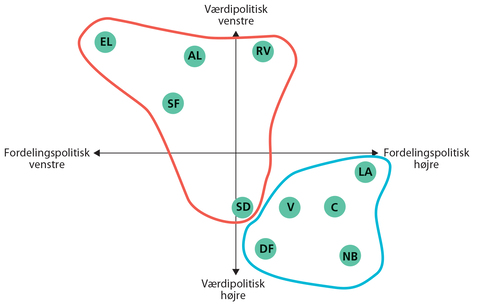 Værdipolitisk
venstre
EL
AL
RV
SF
Fordelingspolitisk
venstre
Fordelingspolitisk
højre
LA
SD
V
C
DF
NB
Værdipolitisk
højre